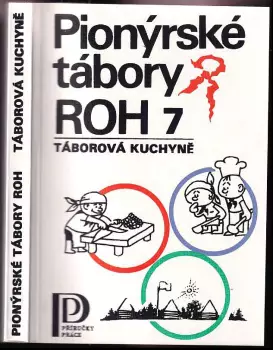 PIONÝRSKÉ TÁBORY ROH TÁBOROVÁ KUCHYNĚ
Pionýrské
tábory
ROH 7
TÁBOROVÁ KUCHYNĚ
PŘÍRUČKY
PRÁCE